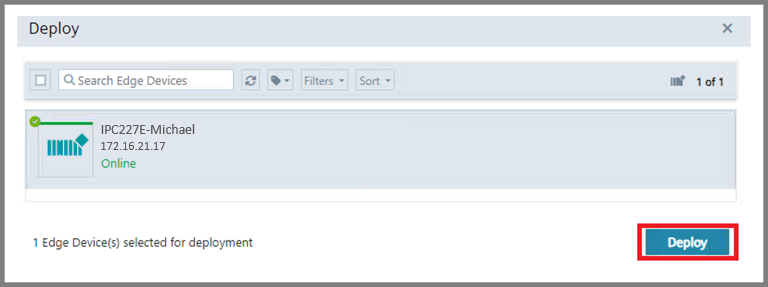 Deploy
Search Edge Devices
Filters
Sort
1 of 1
IPC227E-Michael
172.16.21.17
Online
1 Edge Device(s) selected for deployment
Deploy